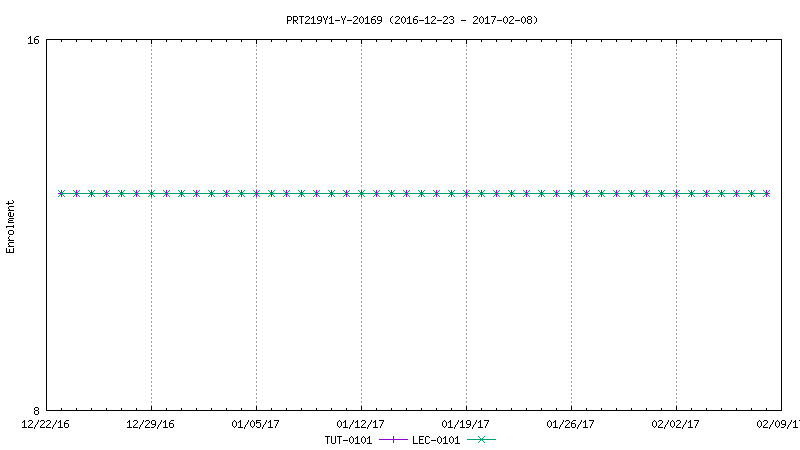 PRT219Y1-Y-20169 (2016-12-23 - 2017-02-08)
16
Enrolment
8
12/22/16 12/29/16 01/05/17 01/12/17 01/19/17 01/26/17 02/02/17 02/09/1
TUT-0101 LEC-0101